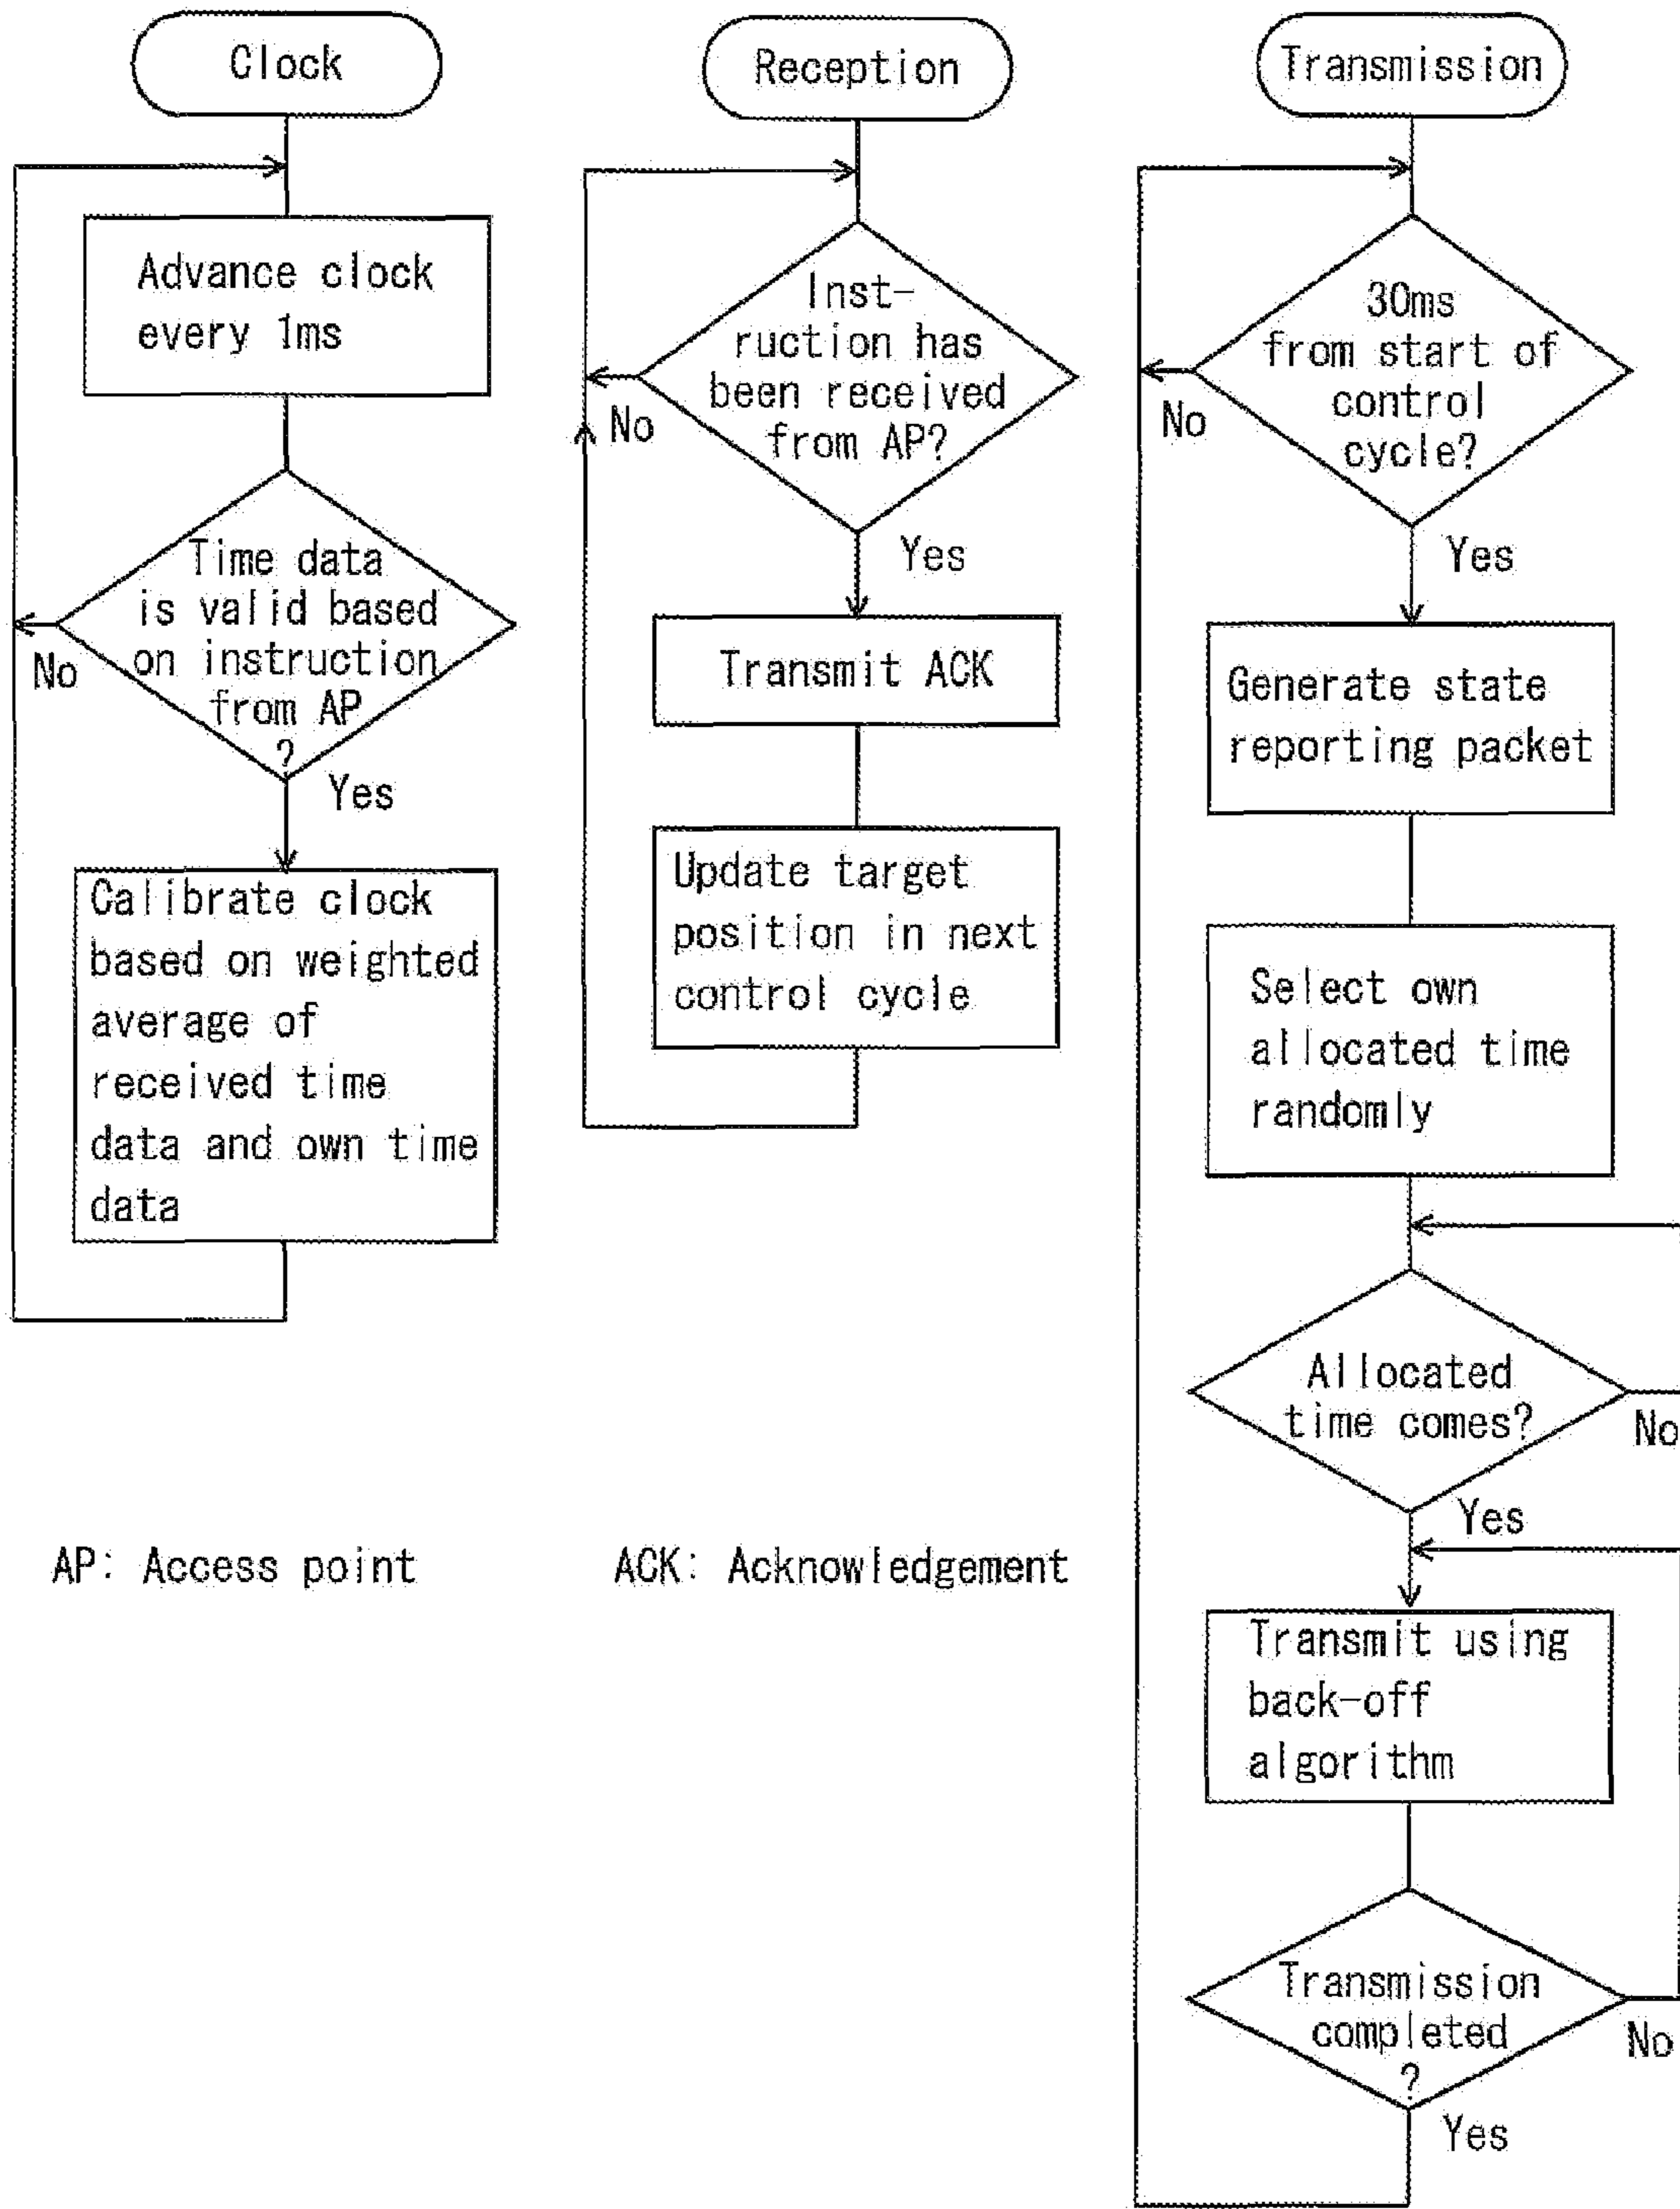 Clock
Advance clock
every 1ms
Time data
is valid based
on instruction
from AP
?
No
Yes
Calibrate clock
based on weighted
average of
received time
data and own time
data
Reception
Inst-
ruction has
been received
from AP?
No
Yes
Transmit ACK
Update target
position in next
control cycle
Transmission
30ms
from start of
control
cycle?
No
Yes
Generate state
reporting packet
Select own
allocated time
randomly
Allocated
time comes?
No
Yes
Transmit using
back-off
algorithm
Transmission
completed
?
No
Yes
AP: Access point
ACK: Acknowledgement